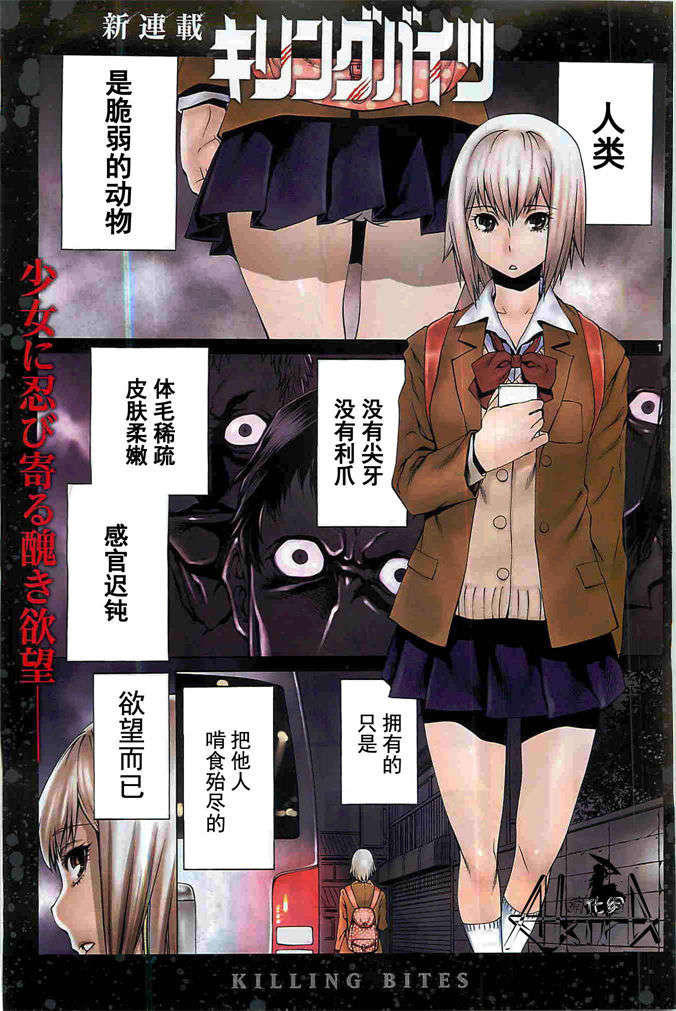 新連載
キリングバイツ
人类
是脆弱的动物
1
没有尖牙
没有利爪
体毛稀疏
皮肤柔嫩
感官迟钝
少女に忍び寄る醜き欲望——
拥有的
只是
把他人
啃食殆尽的
欲望而已
KILLING BITES